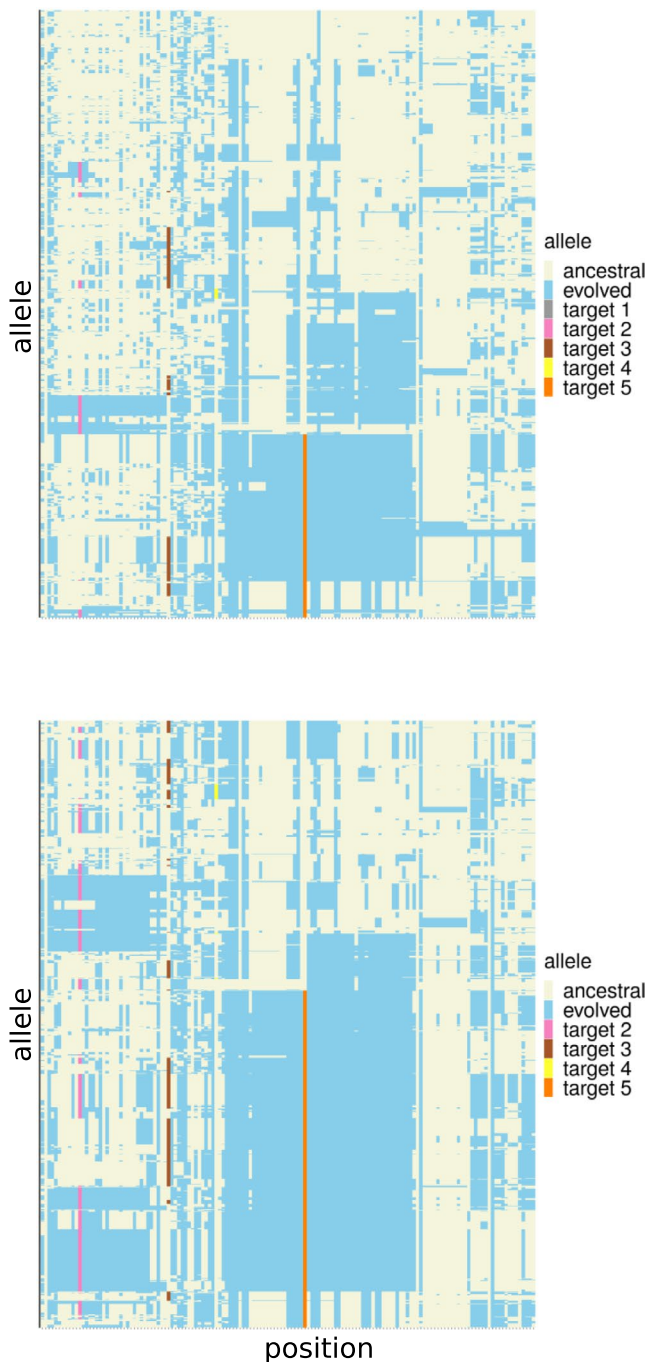 allele
allele
ancestral
evolved
target 1
target 2
target 3
target 4
target 5
allele
allele
ancestral
evolved
target 2
target 3
target 4
target 5
position